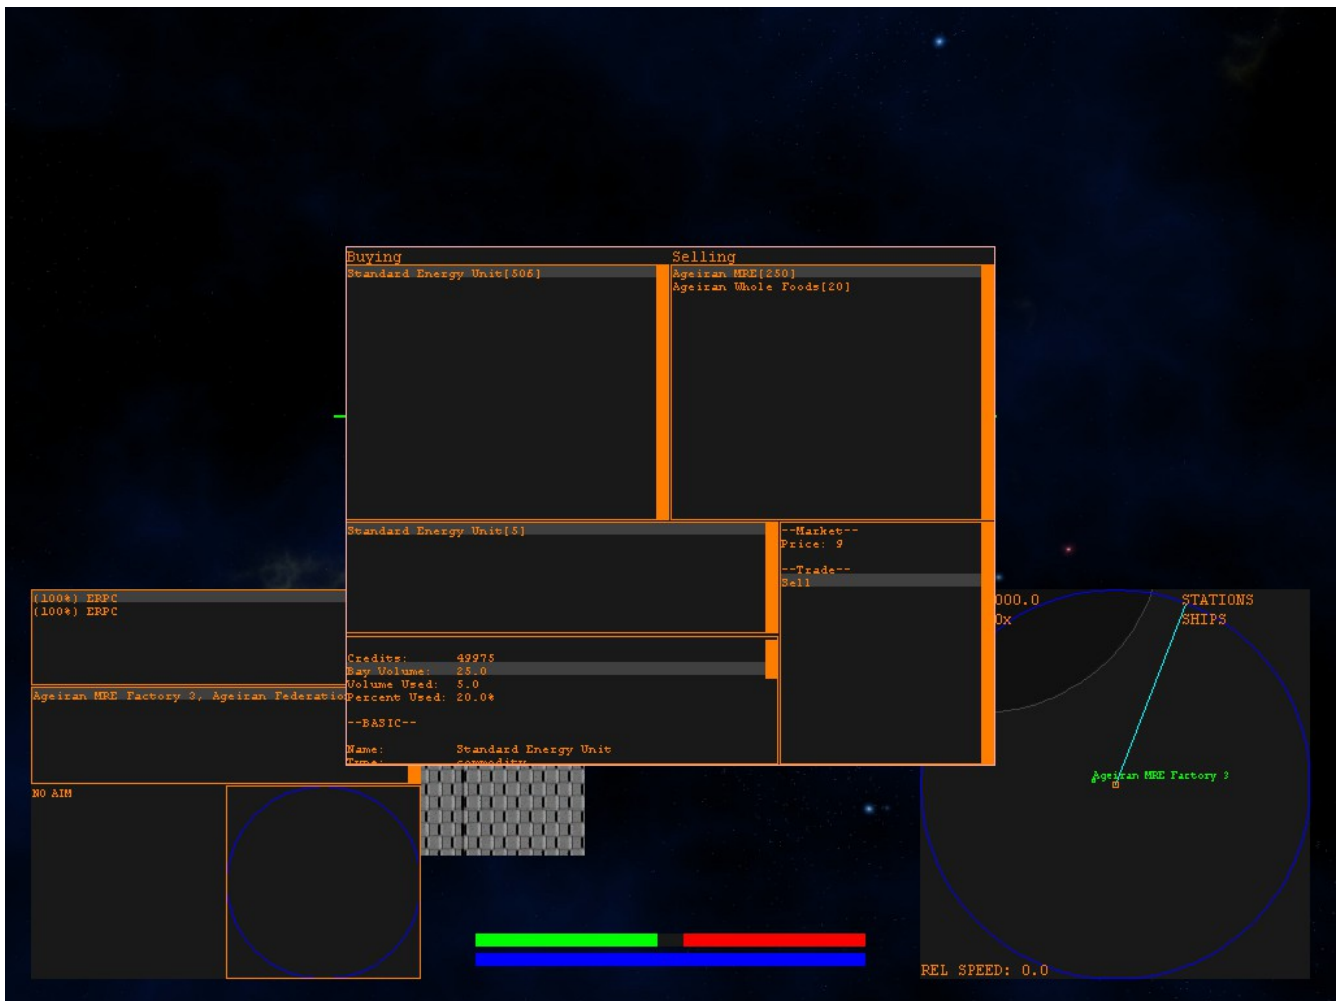 Buying
Selling
Standard Energy Unit[506]
Ageiran MRE[250]
Ageiran Whole Foods[20]
Standard Energy Unit[5]
--Market--
Price: 9
--Trade--
Sell
Credits: 49975
Bay Volume: 25.0
Volume Used: 5.0
Percent Used: 20.0%
--BASIC--
Name: Standard Energy Unit
Type: commodity
(100%) ERPC
(100%) ERPC
Ageiran MRE Factory 3, Ageiran Federatio
NO AIM
000.0
0x
STATIONS
SHIPS
Ageiran MRE Factory 3
REL SPEED: 0.0